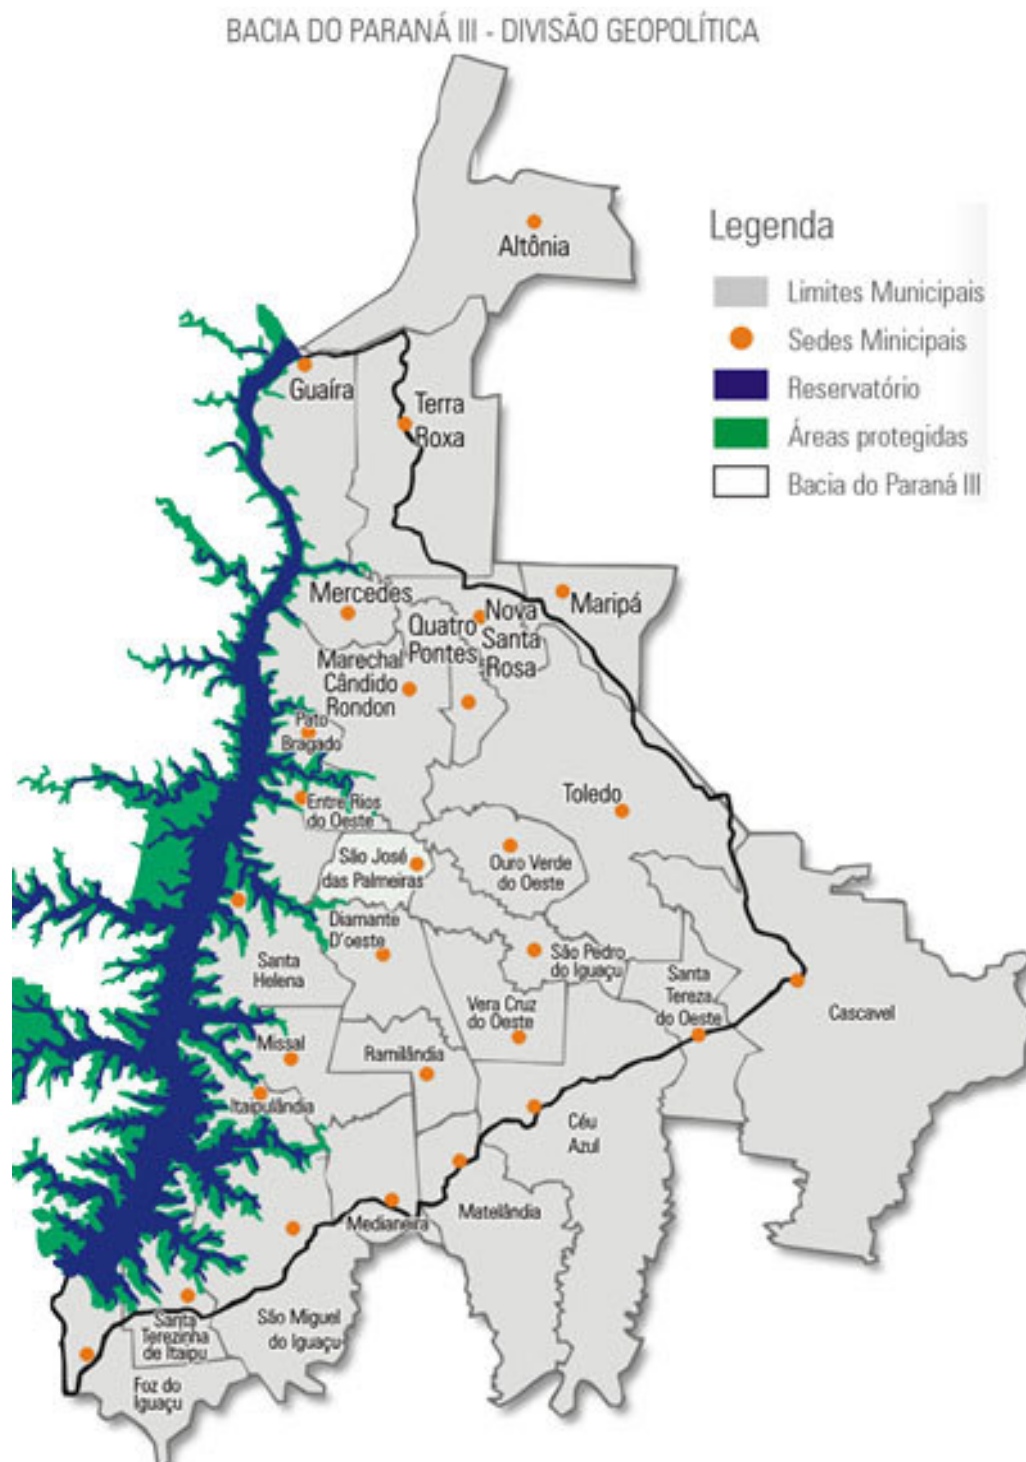 BACIA DO PARANÁ III - DIVISÃO GEOPOLÍTICA
Legenda
Limites Municipais
Sedes Minicipais
Reservatório
Áreas protegidas
Bacia do Paraná III
Altônia
Guaíra
Terra
Roxa
Mercedes
Maripá
Quatro
Pontes
Nova
Santa
Rosa
Marechal
Cândido
Rondon
Pato
Bragado
Entre Rios
do Oeste
Toledo
São José
das Palmeiras
Ouro Verde
do Oeste
Diamante
D'oeste
São Pedro
do Iguaçu
Santa
Helena
Santa
Tereza
do Oeste
Vera Cruz
do Oeste
Cascavel
Missal
Ramilândia
Itaipulândia
Céu
Azul
Medianeira
Matelândia
São Miguel
do Iguaçu
Santa
Terezinha
de Itaipu
Foz do
Iguaçu